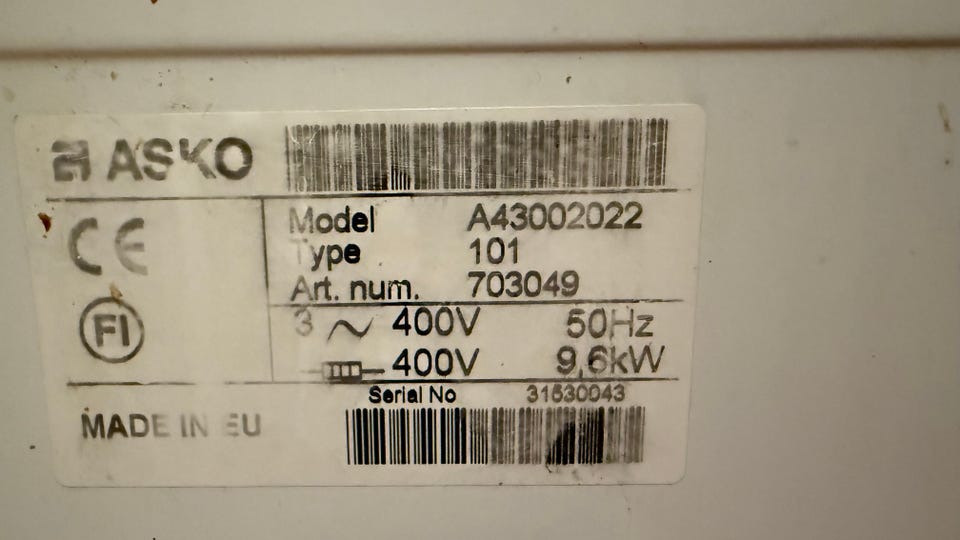 ASKO
Model A43002022
Type 101
Art. num. 703049
CE
FI
3 ~ 400V 50Hz
400V 9,6kW
Serial No 31530043
MADE IN EU